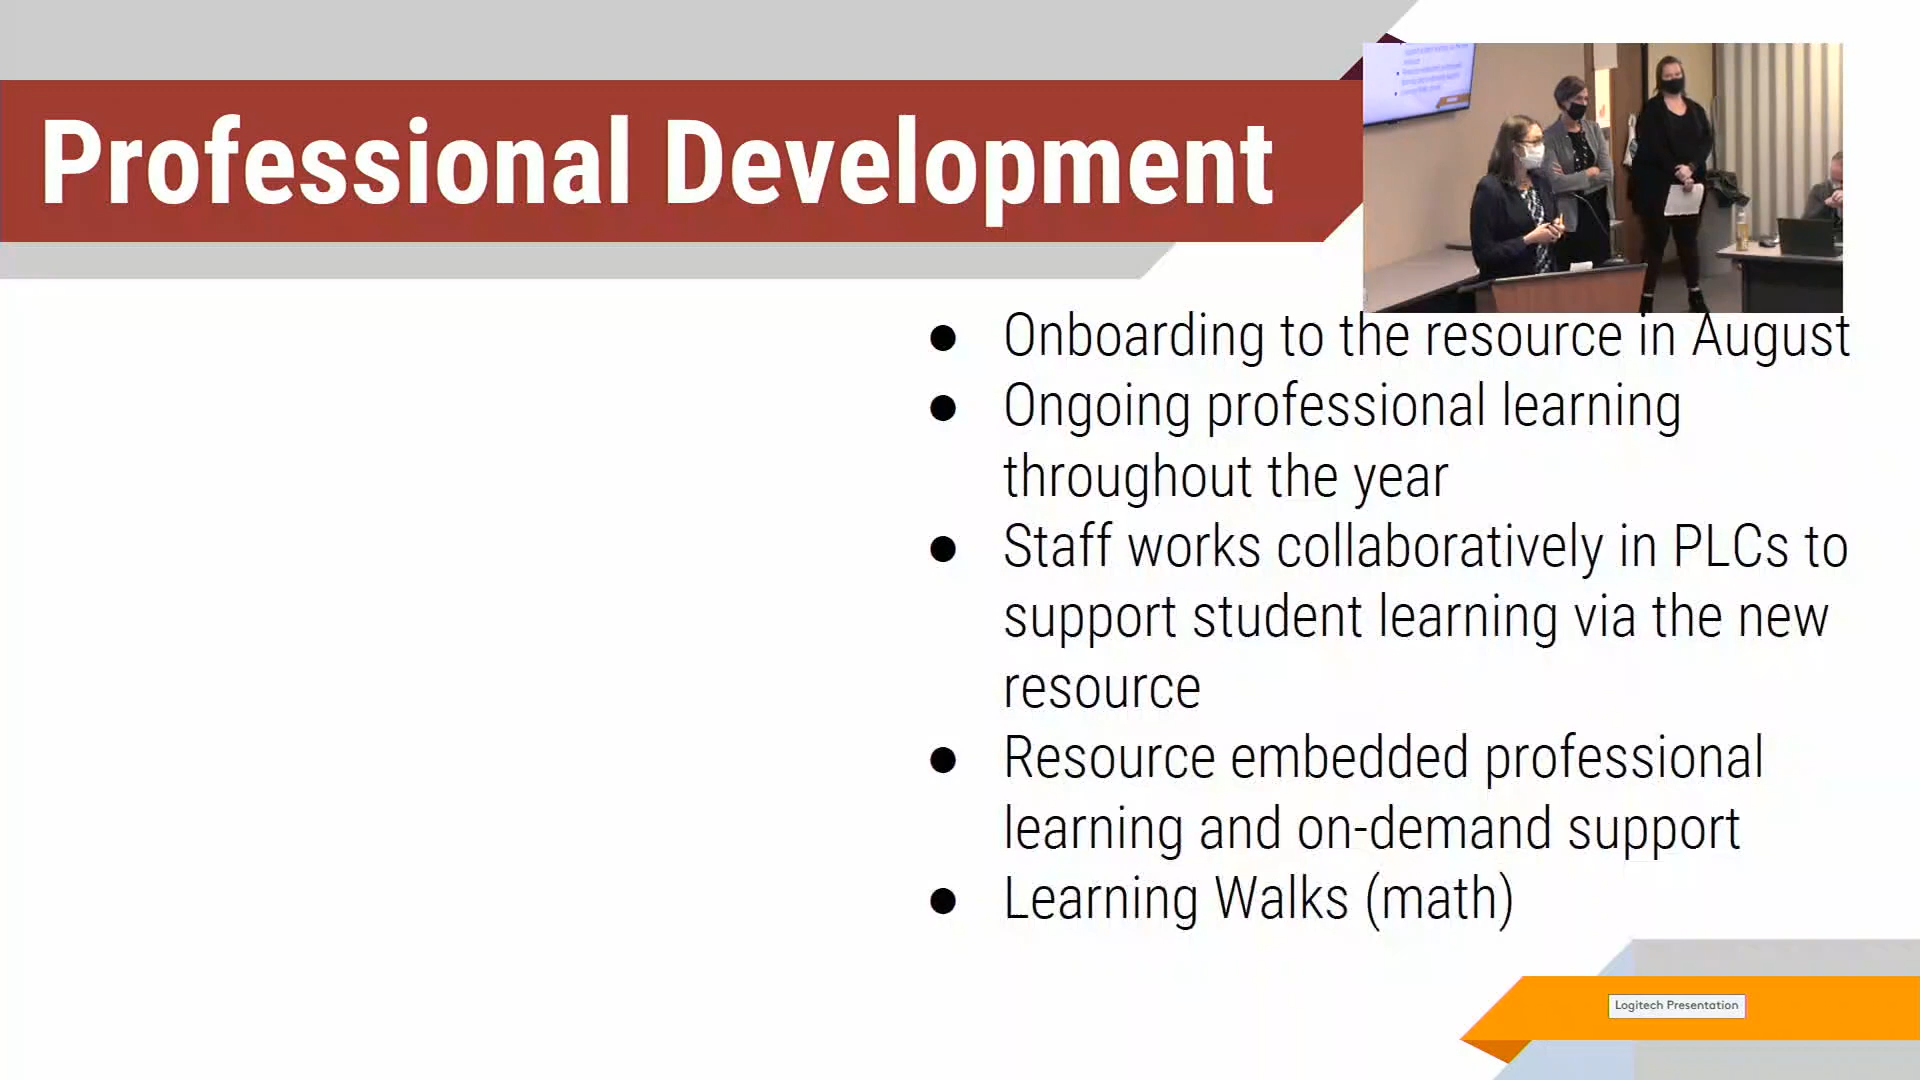 Professional Development
● Onboarding to the resource in August
● Ongoing professional learning
throughout the year
● Staff works collaboratively in PLCs to
support student learning via the new
resource
● Resource embedded professional
learning and on-demand support
● Learning Walks (math)
Logitech Presentation